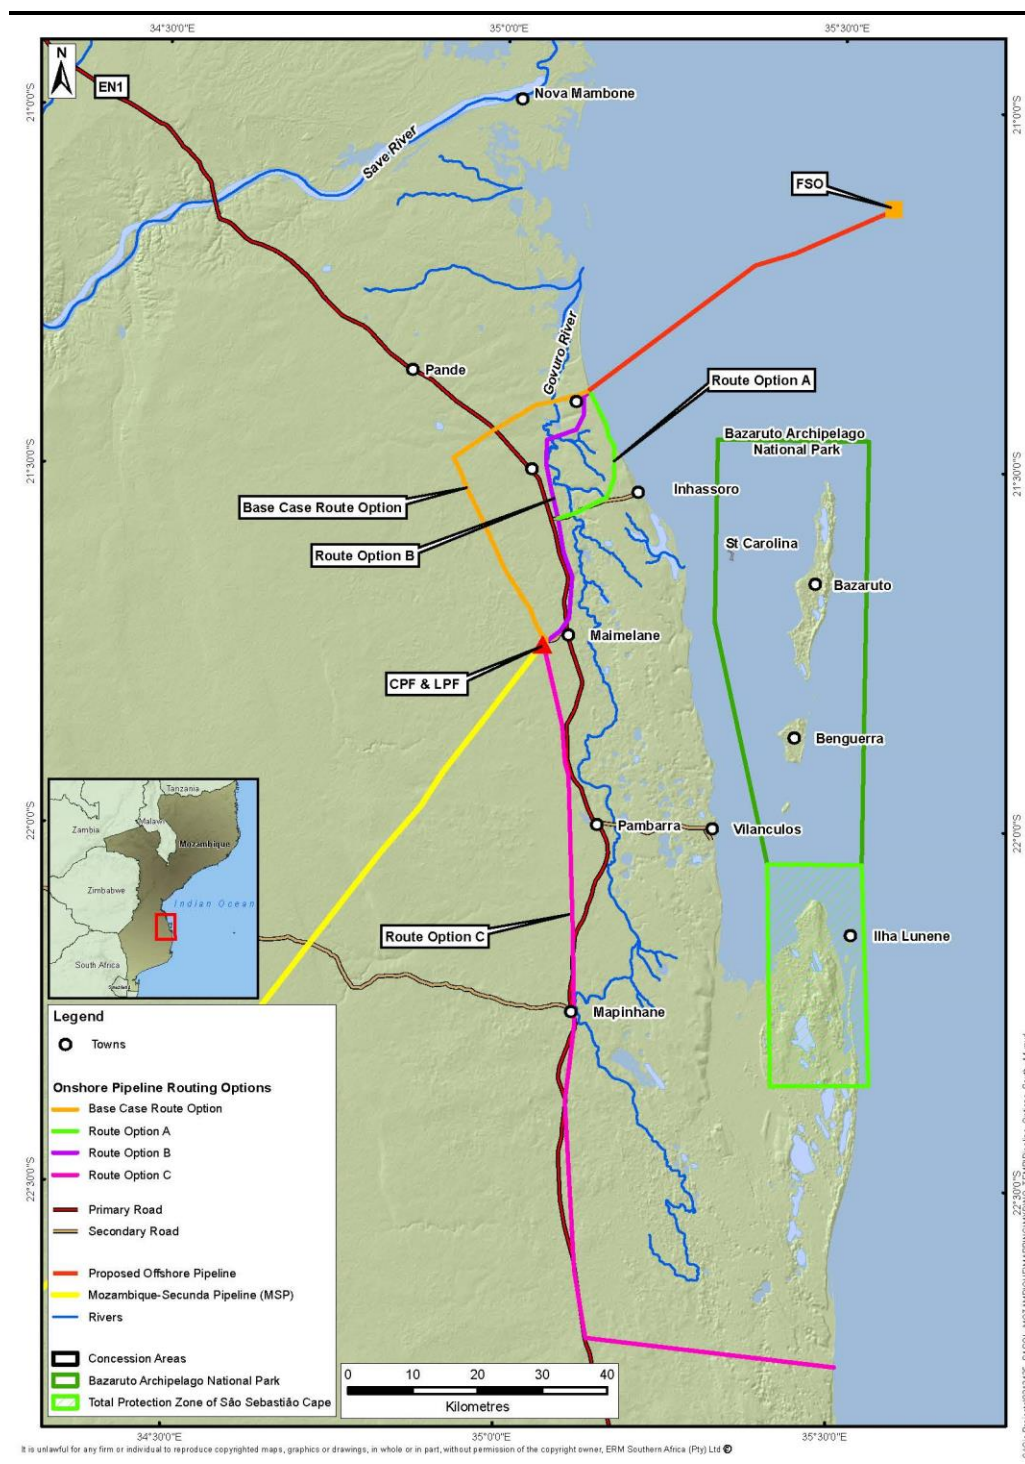 34°30'0"E
35°0'0"E
35°30'0"E
N
EN1
Nova Mambone
21°0'0"S
21°0'0"S
Save River
FSO
Govuro River
Pande
Route Option A
Bazaruto Archipelago
National Park
21°30'0"S
21°30'0"S
Inhassoro
Base Case Route Option
Route Option B
St Carolina
Bazaruto
Maimelane
CPF & LPF
Benguerra
Tanzania
Malawi
Zambia
Mozambique
Zimbabwe
Indian Ocean
South Africa
22°0'0"S
22°0'0"S
Pambarra
Vilanculos
Route Option C
Ilha Lunene
Mapinhane
Legend
Towns
Onshore Pipeline Routing Options
Base Case Route Option
Route Option A
Route Option B
Route Option C
Primary Road
Secondary Road
Proposed Offshore Pipeline
Mozambique-Secunda Pipeline (MSP)
Rivers
Concession Areas
Bazaruto Archipelago National Park
Total Protection Zone of São Sebastião Cape
22°30'0"S
22°30'0"S
0 10 20 30 40
Kilometres
34°30'0"E
35°0'0"E
35°30'0"E
It is unlawful for any firm or individual to reproduce copyrighted maps, graphics or drawings, in whole or in part, without permission of the copyright owner, ERM Southern Africa (Pty) Ltd ©